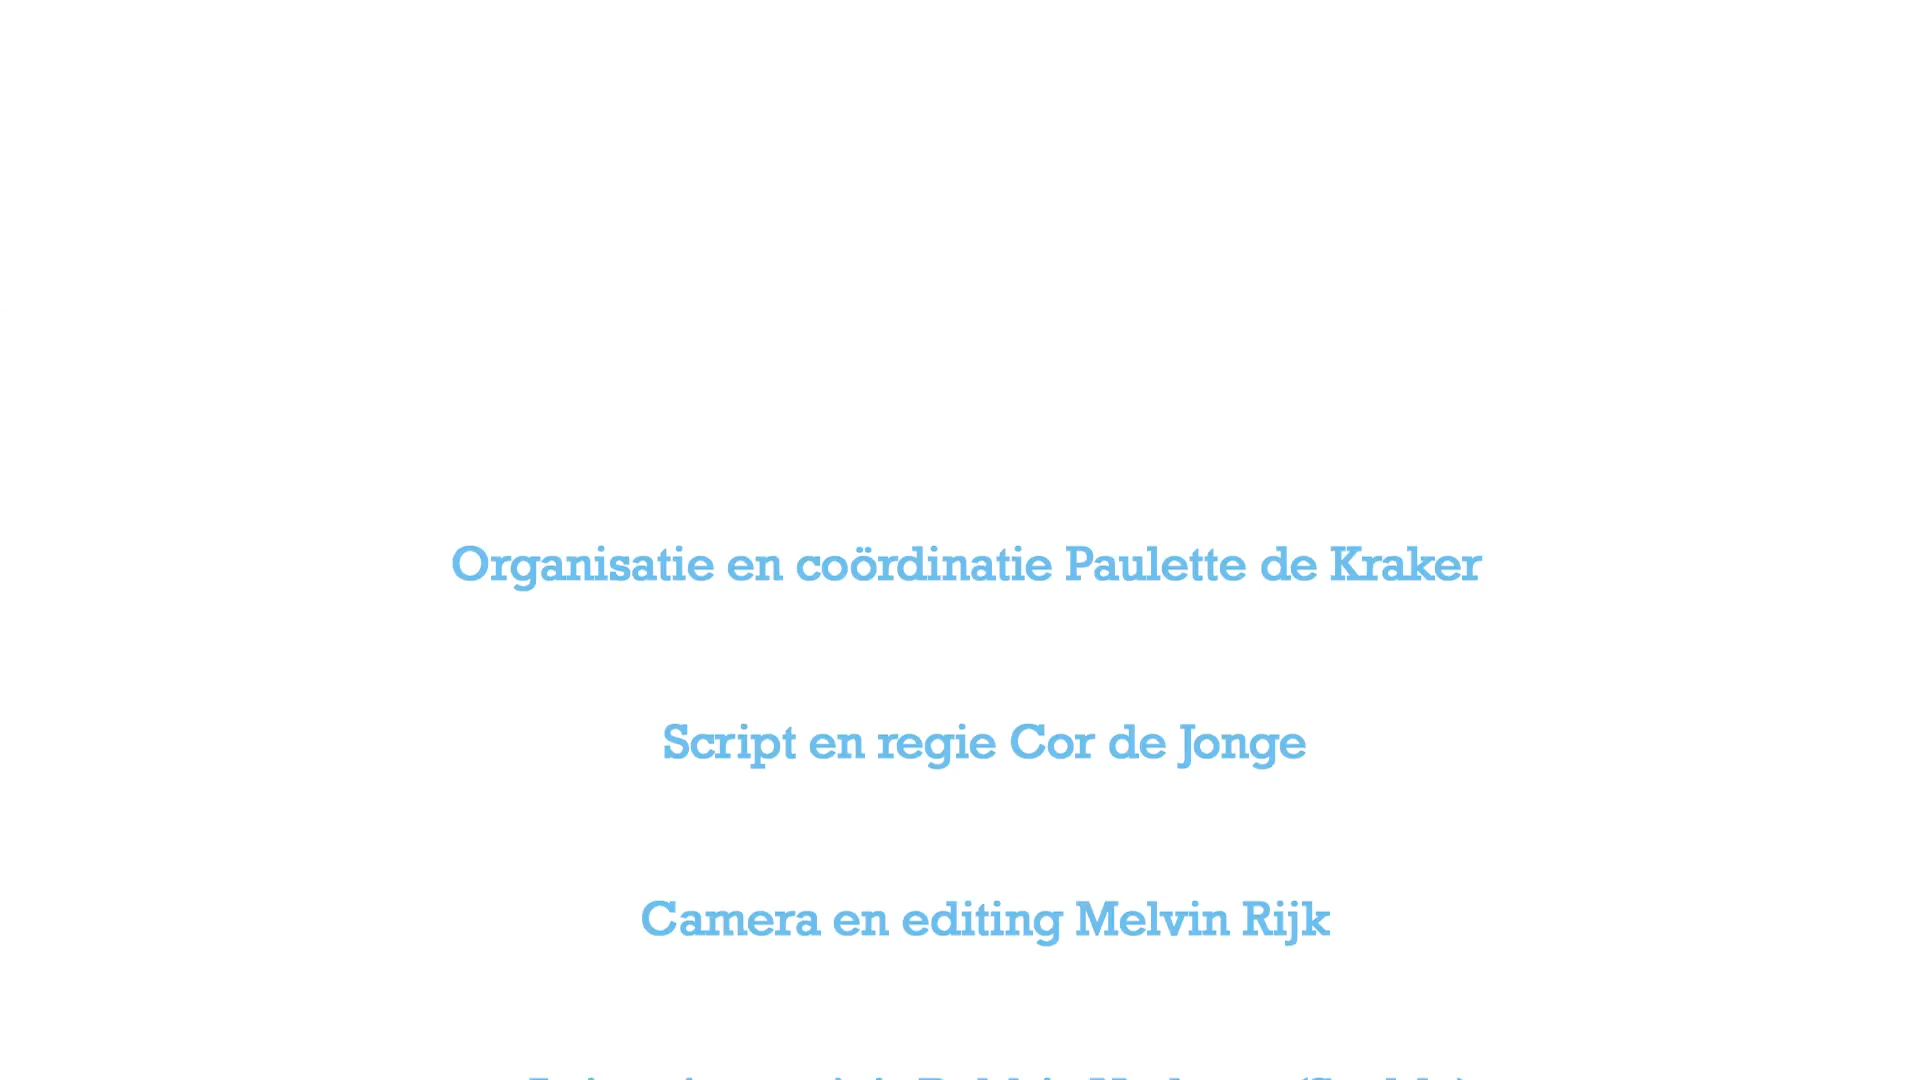 Organisatie en coördinatie Paulette de Kraker
Script en regie Cor de Jonge
Camera en editing Melvin Rijk